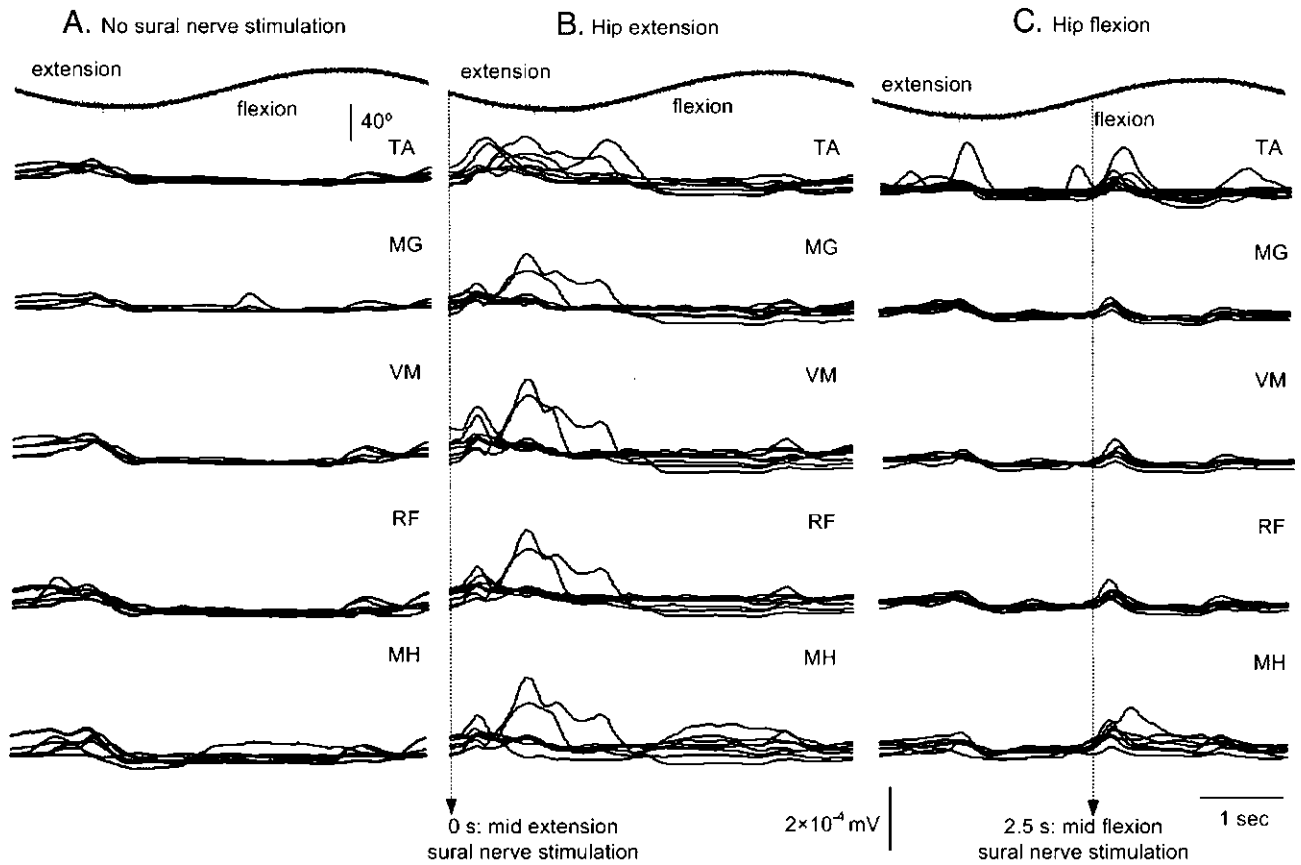 A. No sural nerve stimulation
B. Hip extension
C. Hip flexion
extension
flexion
40º
extension
flexion
extension
flexion
TA
TA
TA
MG
MG
MG
VM
VM
VM
RF
RF
RF
MH
MH
MH
0 s: mid extension
sural nerve stimulation
2×10⁻⁴ mV
2.5 s: mid flexion
sural nerve stimulation
1 sec